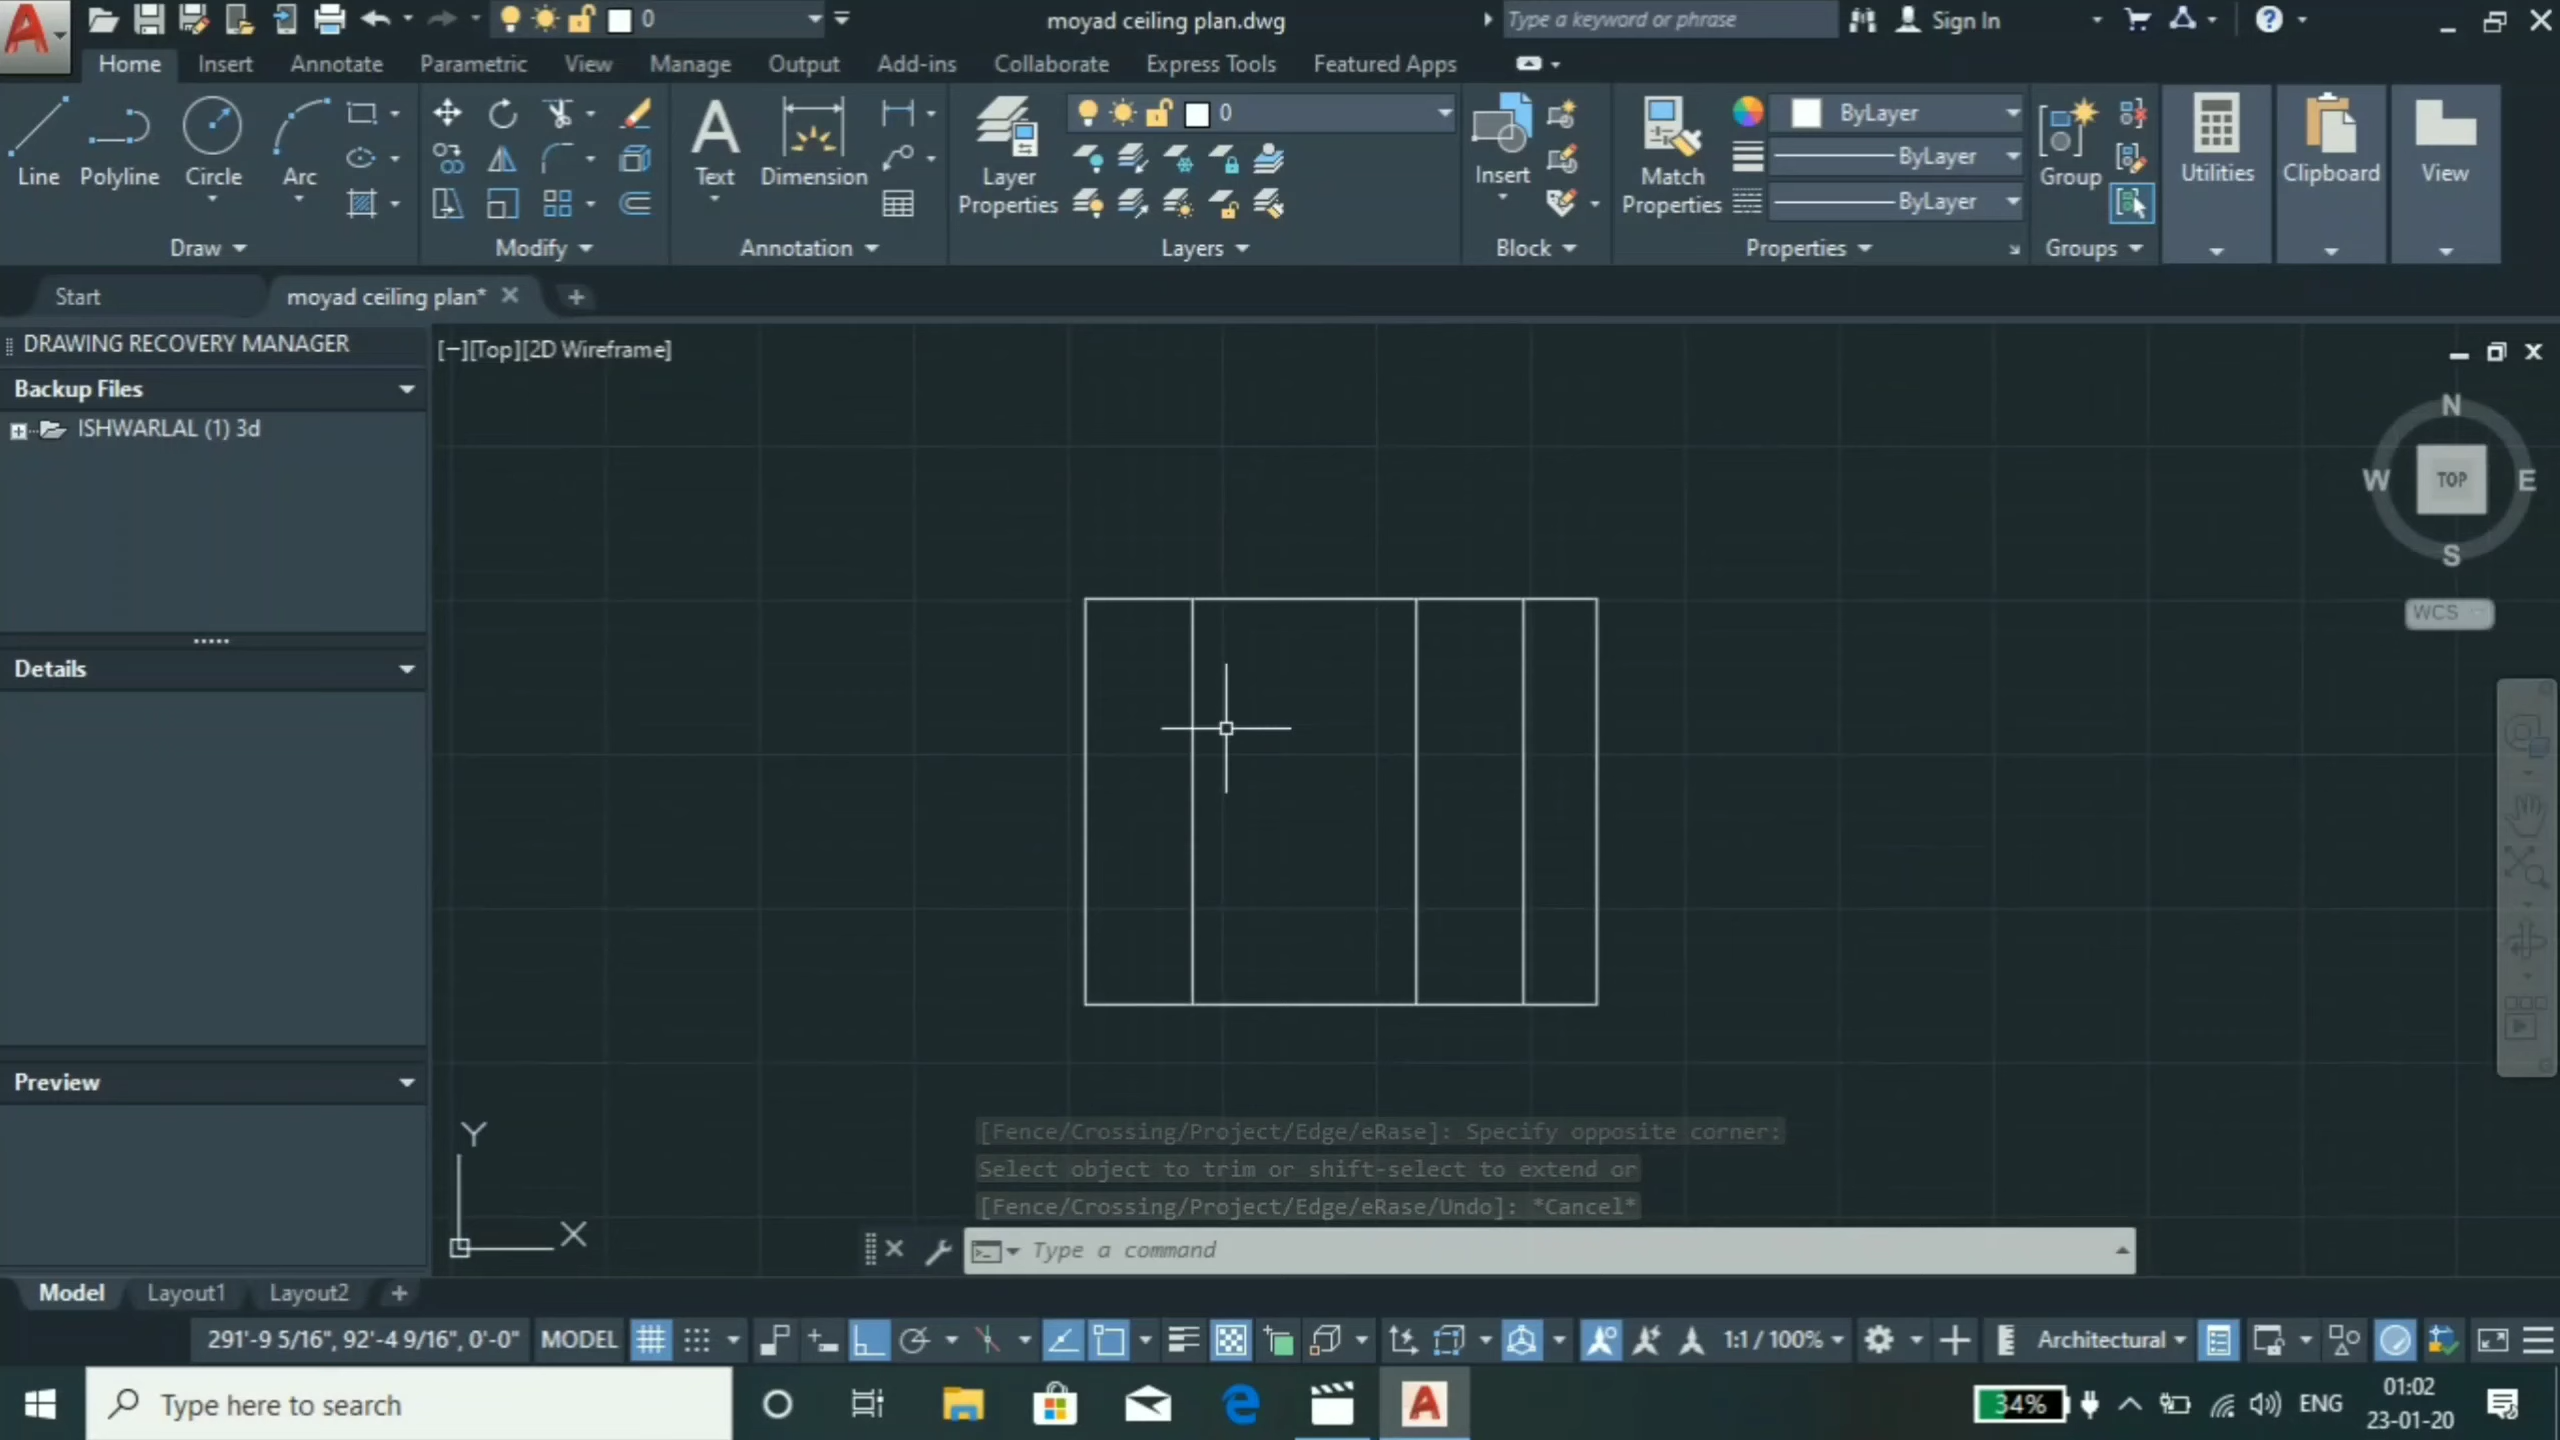 0
moyad ceiling plan.dwg
Type a keyword or phrase
Sign In
Home Insert Annotate Parametric View Manage Output Add-ins Collaborate Express Tools Featured Apps
Line Polyline Circle Arc
Text Dimension
Layer Properties
0
Insert
Match Properties
ByLayer
ByLayer
ByLayer
Group
Utilities
Clipboard
View
Draw Modify Annotation Layers Block Properties Groups
Start moyad ceiling plan*
DRAWING RECOVERY MANAGER
[−][Top][2D Wireframe]
Backup Files
ISHWARLAL (1) 3d
N
W TOP E
S
WCS
Details
Preview
Y
X
[Fence/Crossing/Project/Edge/eRase]: Specify opposite corner:
Select object to trim or shift-select to extend or
[Fence/Crossing/Project/Edge/eRase/Undo]: *Cancel*
Type a command
Model Layout1 Layout2
291'-9 5/16", 92'-4 9/16", 0'-0" MODEL 1:1 / 100% Architectural
Type here to search
34% ENG
01:02
23-01-20